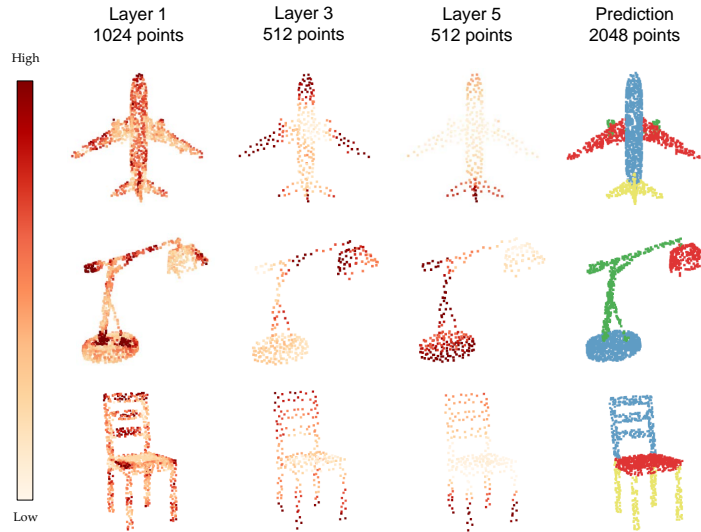 Layer 1
1024 points
Layer 3
512 points
Layer 5
512 points
Prediction
2048 points
High
Low